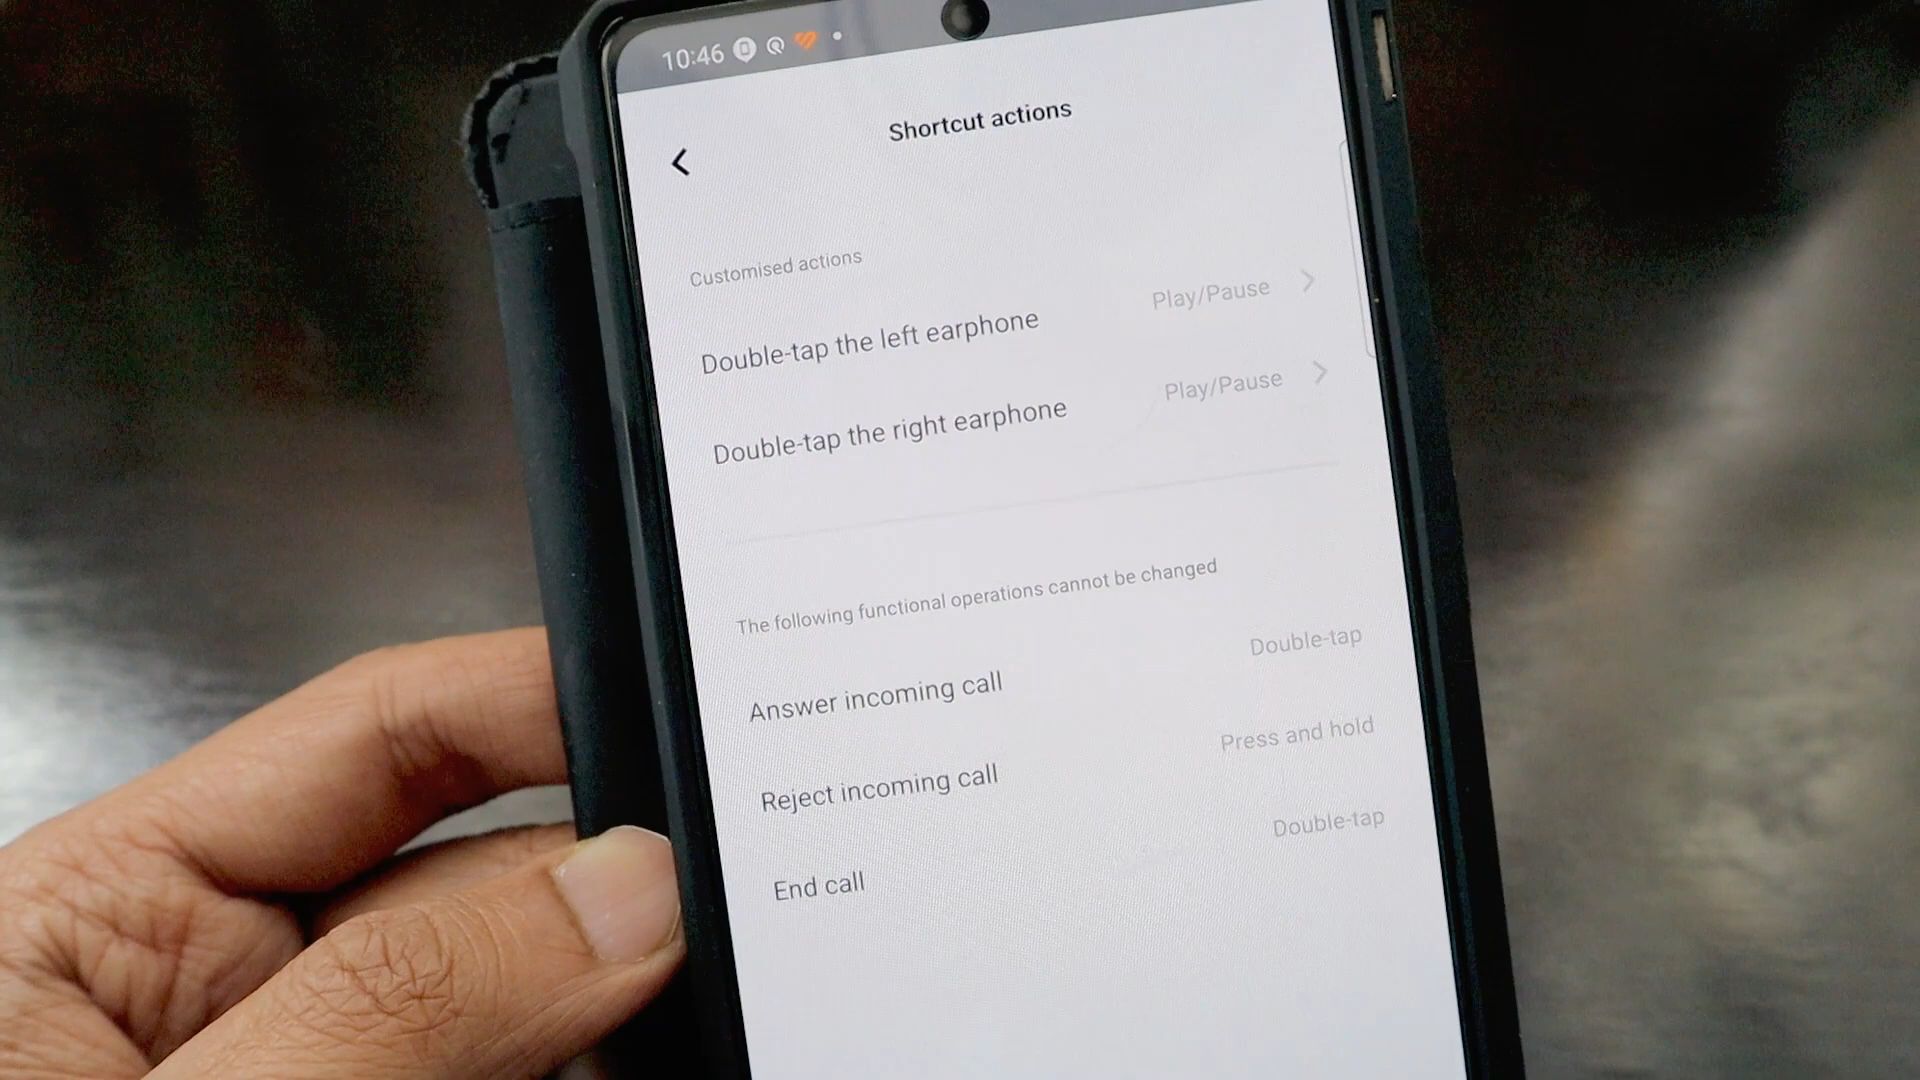 10:46
Shortcut actions
Customised actions
Double-tap the left earphone Play/Pause
Double-tap the right earphone Play/Pause
The following functional operations cannot be changed
Answer incoming call Double-tap
Reject incoming call Press and hold
End call Double-tap